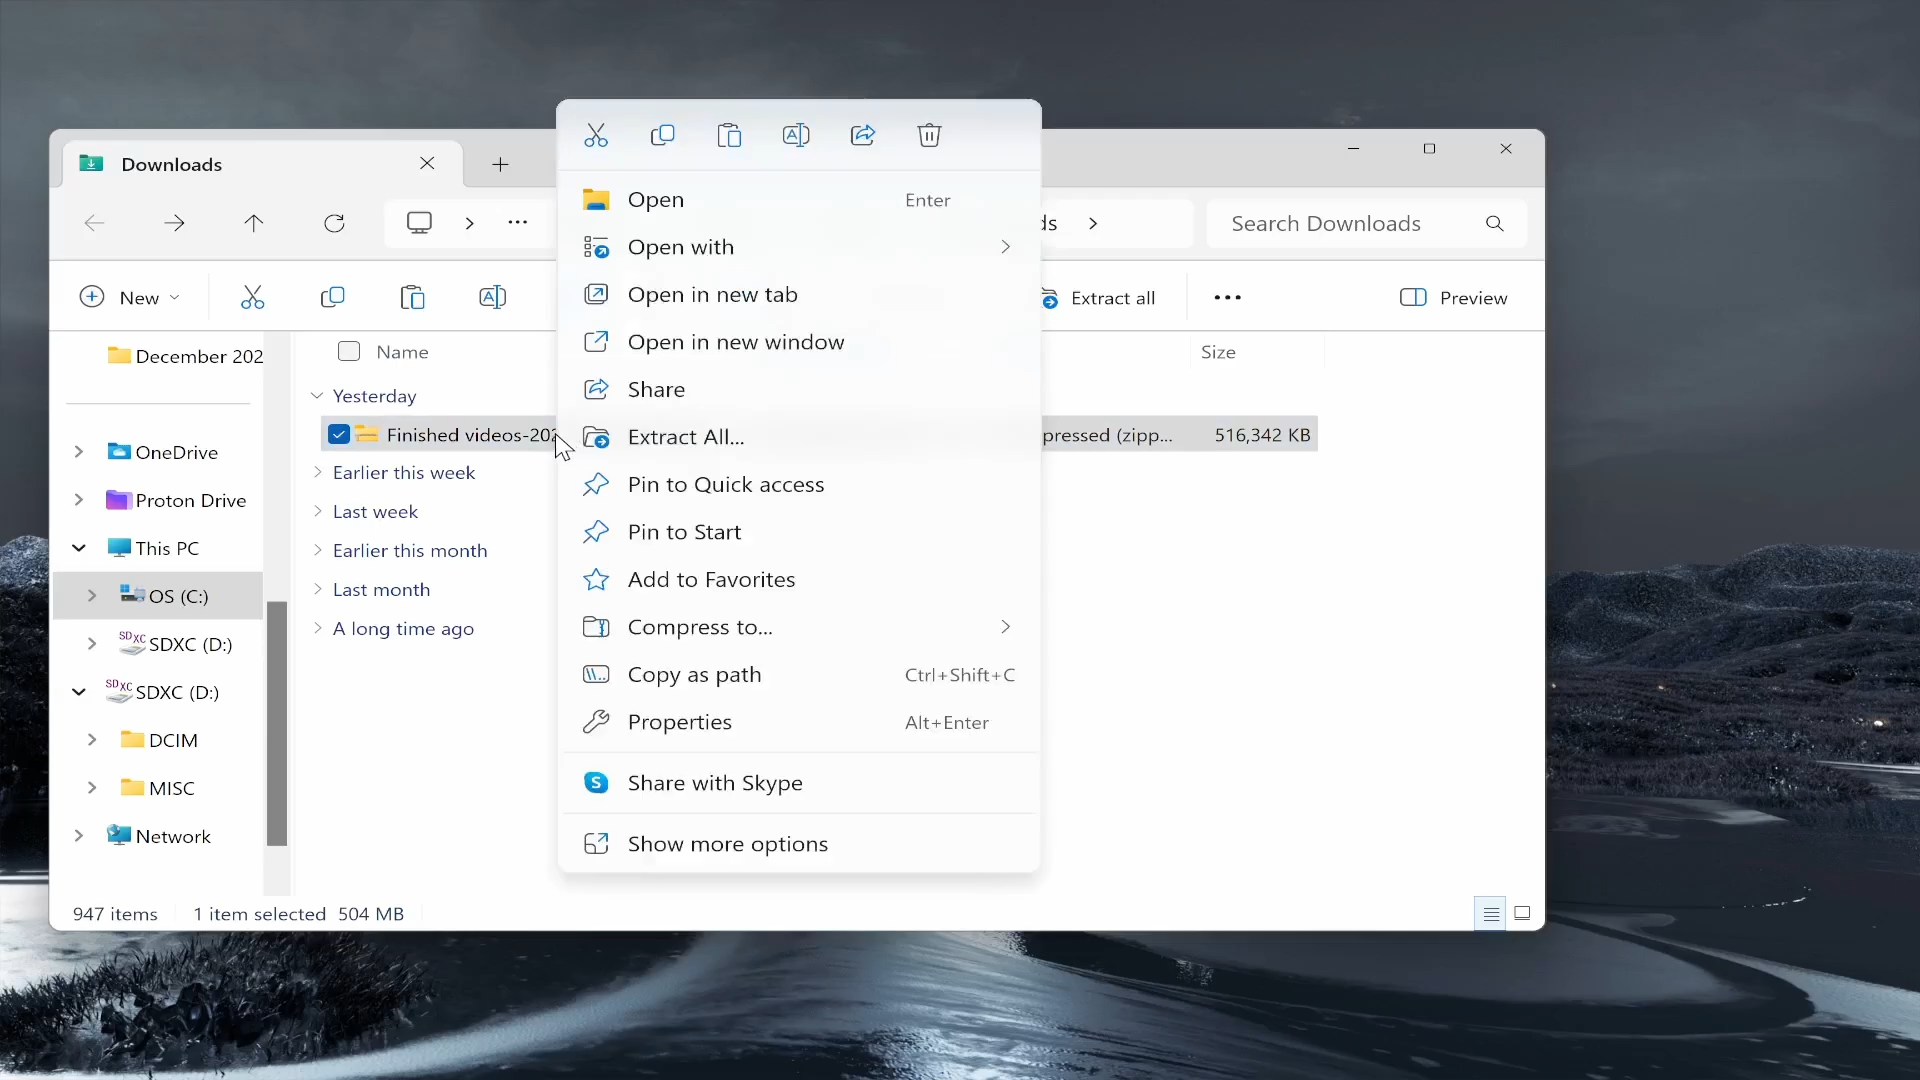 Downloads
ds
Search Downloads
New
Extract all
Preview
December 202
OneDrive
Proton Drive
This PC
OS (C:)
SDXC (D:)
SDXC (D:)
DCIM
MISC
Network
Name
Size
Yesterday
Finished videos-202
pressed (zipp...
516,342 KB
Earlier this week
Last week
Earlier this month
Last month
A long time ago
Open Enter
Open with
Open in new tab
Open in new window
Share
Extract All...
Pin to Quick access
Pin to Start
Add to Favorites
Compress to...
Copy as path Ctrl+Shift+C
Properties Alt+Enter
Share with Skype
Show more options
947 items 1 item selected 504 MB